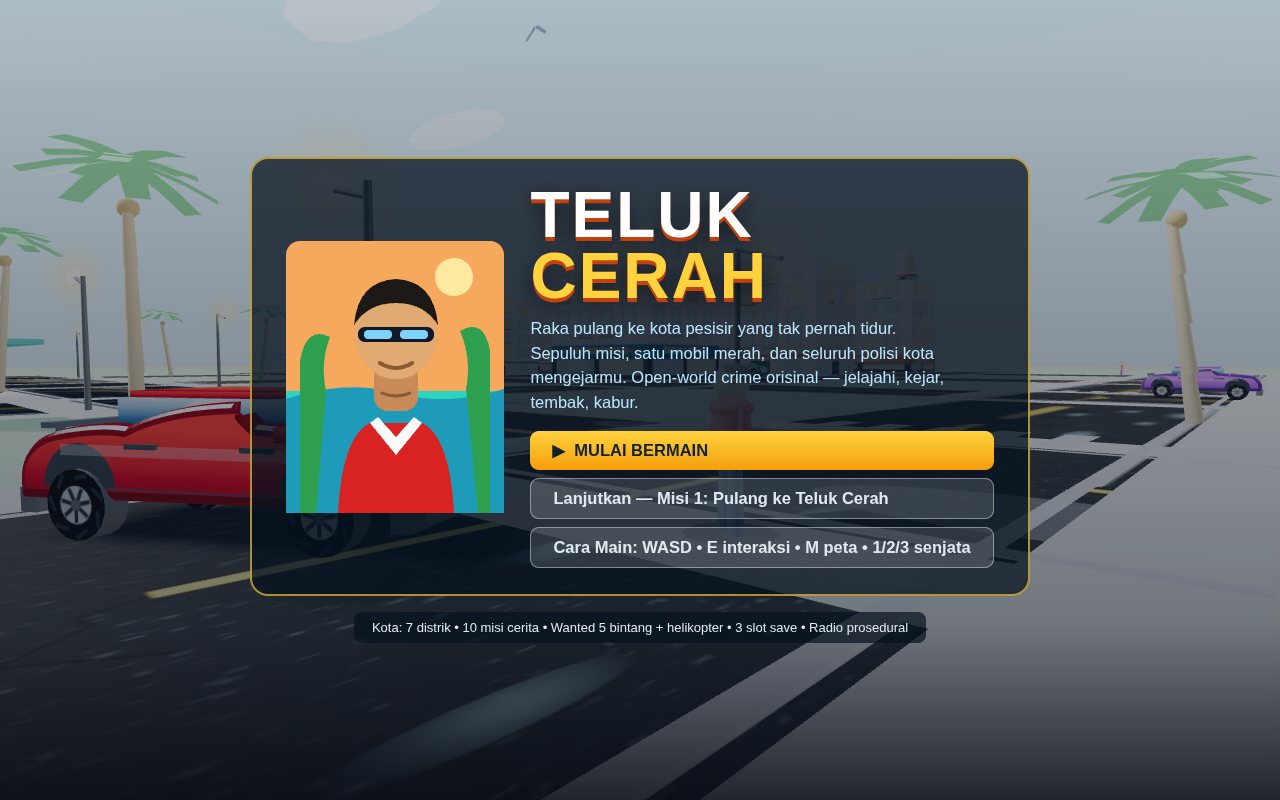 TELUK
CERAH
Raka pulang ke kota pesisir yang tak pernah tidur.
Sepuluh misi, satu mobil merah, dan seluruh polisi kota
mengejarmu. Open-world crime orisinal — jelajahi, kejar,
tembak, kabur.
▶ MULAI BERMAIN
Lanjutkan — Misi 1: Pulang ke Teluk Cerah
Cara Main: WASD • E interaksi • M peta • 1/2/3 senjata
Kota: 7 distrik • 10 misi cerita • Wanted 5 bintang + helikopter • 3 slot save • Radio prosedural